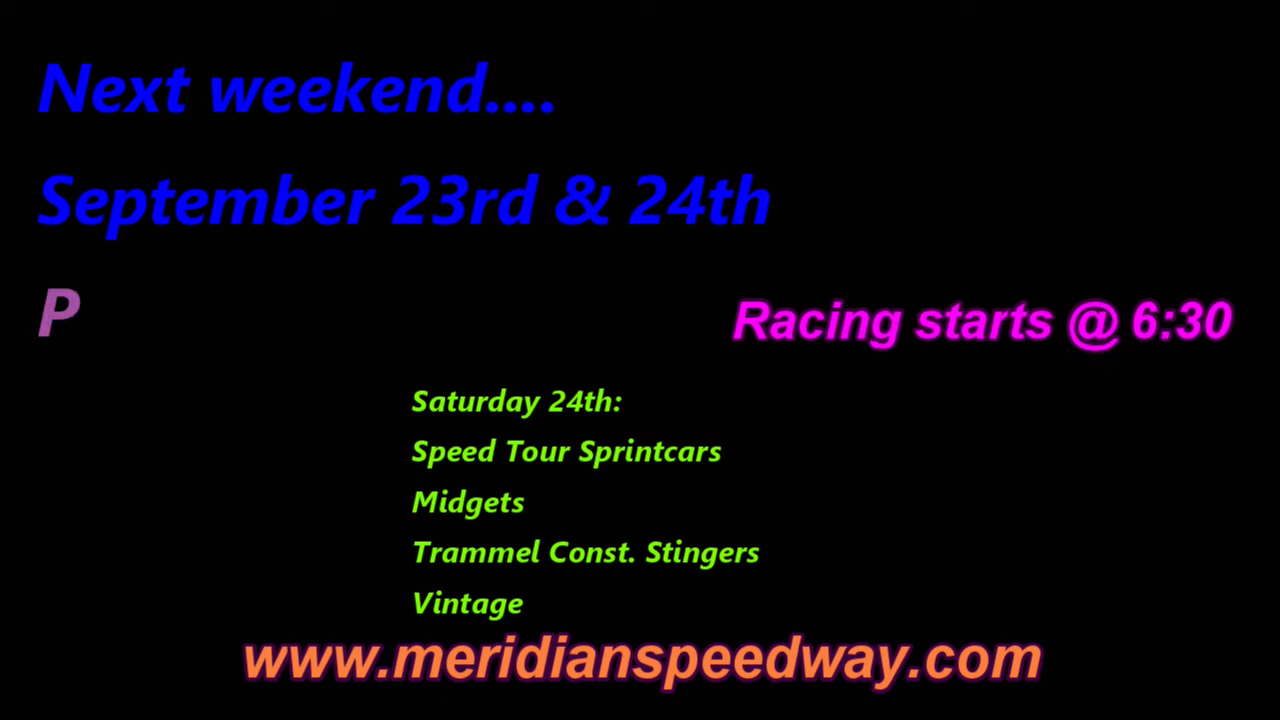 Next weekend....
September 23rd & 24th
P
Racing starts @ 6:30
Saturday 24th:
Speed Tour Sprintcars
Midgets
Trammel Const. Stingers
Vintage
www.meridianspeedway.com